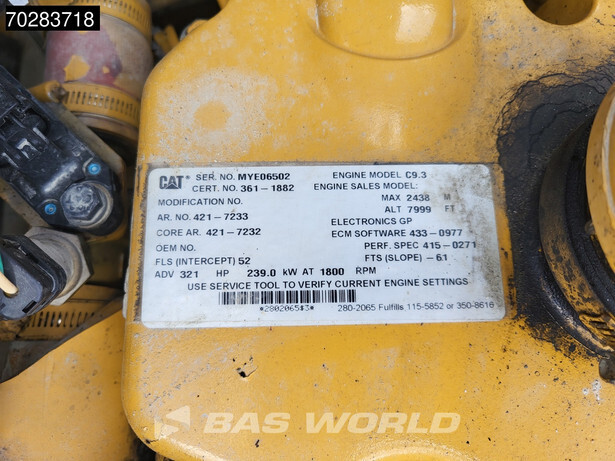 70283718
CAT SER. NO. MYE06502 ENGINE MODEL C9.3
CERT. NO. 361-1882 ENGINE SALES MODEL:
MODIFICATION NO. MAX 2438 M
ALT 7999 FT
AR. NO. 421-7233 ELECTRONICS GP
CORE AR. 421-7232 ECM SOFTWARE 433-0977
OEM NO. PERF. SPEC 415-0271
FLS (INTERCEPT) 52 FTS (SLOPE) -61
ADV 321 HP 239.0 kW AT 1800 RPM
USE SERVICE TOOL TO VERIFY CURRENT ENGINE SETTINGS
*2802065$3*
280-2065 Fulfills 115-5852 or 350-8616
BAS WORLD